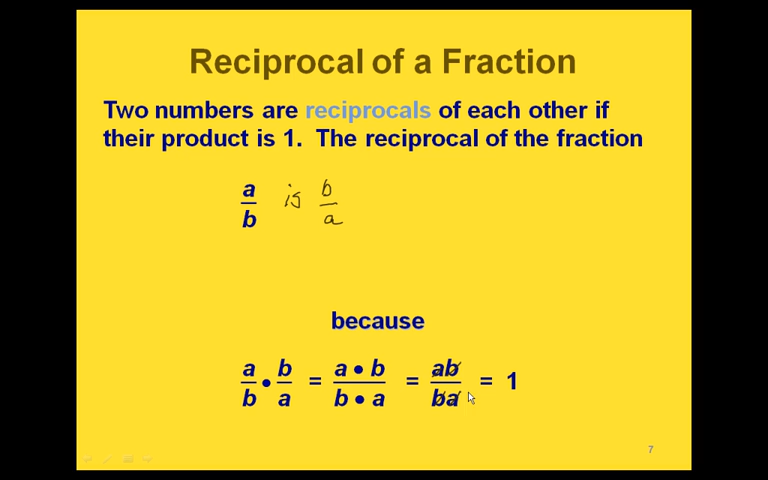 Reciprocal of a Fraction
Two numbers are reciprocals of each other if
their product is 1. The reciprocal of the fraction
a/b is b/a
because
a/b • b/a = a • b/b • a = ab/ba = 1
7